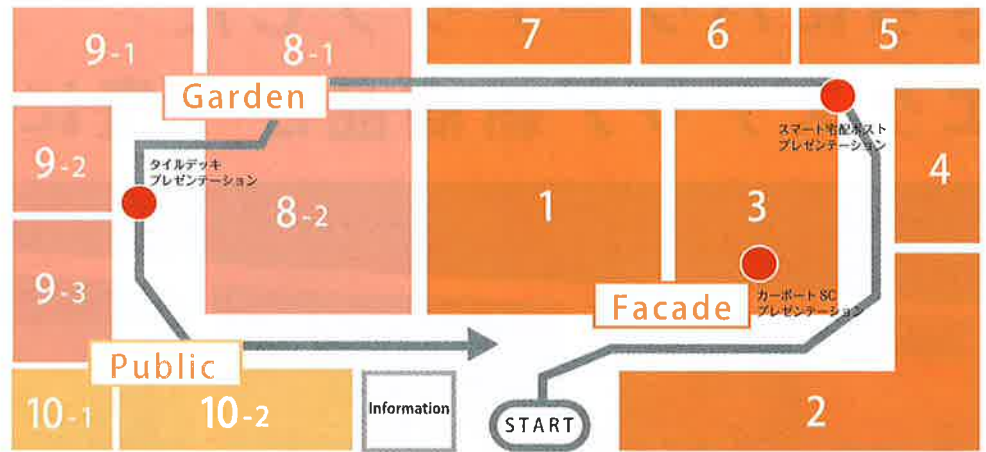 9-1
8-1
7
6
5
Garden
スマート宅配ポスト
プレゼンテーション
9-2
タイルデッキ
プレゼンテーション
8-2
1
3
4
9-3
カーポート SC
プレゼンテーション
Facade
Public
10-1
10-2
Information
START
2